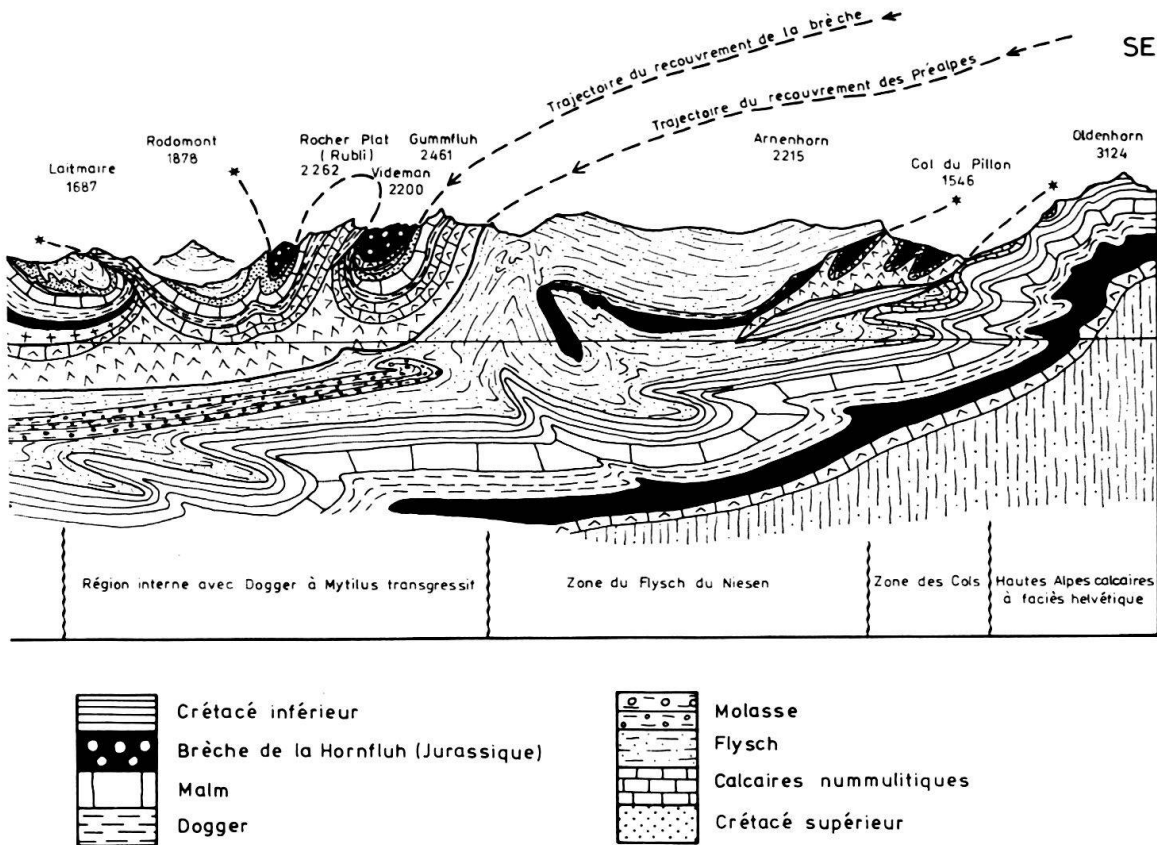 Trajectoire du recouvrement de la brèche
SE
Trajectoire du recouvrement des Préalpes
Laitmaire
1687
Rodomont
1878
Rocher Plat
(Rubli)
2262
Videman
2200
Gummfluh
2461
Arnenhorn
2215
Col du Pillon
1546
Oldenhorn
3124
Région interne avec Dogger à Mytilus transgressif
Zone du Flysch du Niesen
Zone des Cols
Hautes Alpes calcaires
à faciès helvétique
Crétacé inférieur
Brèche de la Hornfluh (Jurassique)
Malm
Dogger
Molasse
Flysch
Calcaires nummulitiques
Crétacé supérieur